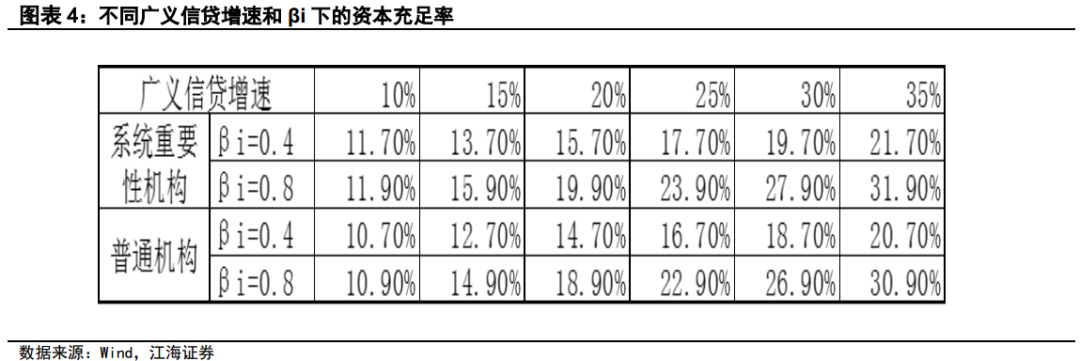 图表 4：不同广义信贷增速和 βi 下的资本充足率
广义信贷增速 10% 15% 20% 25% 30% 35%
系统重要性机构 βi=0.4 11.70% 13.70% 15.70% 17.70% 19.70% 21.70%
βi=0.8 11.90% 15.90% 19.90% 23.90% 27.90% 31.90%
普通机构 βi=0.4 10.70% 12.70% 14.70% 16.70% 18.70% 20.70%
βi=0.8 10.90% 14.90% 18.90% 22.90% 26.90% 30.90%
数据来源：Wind，江海证券